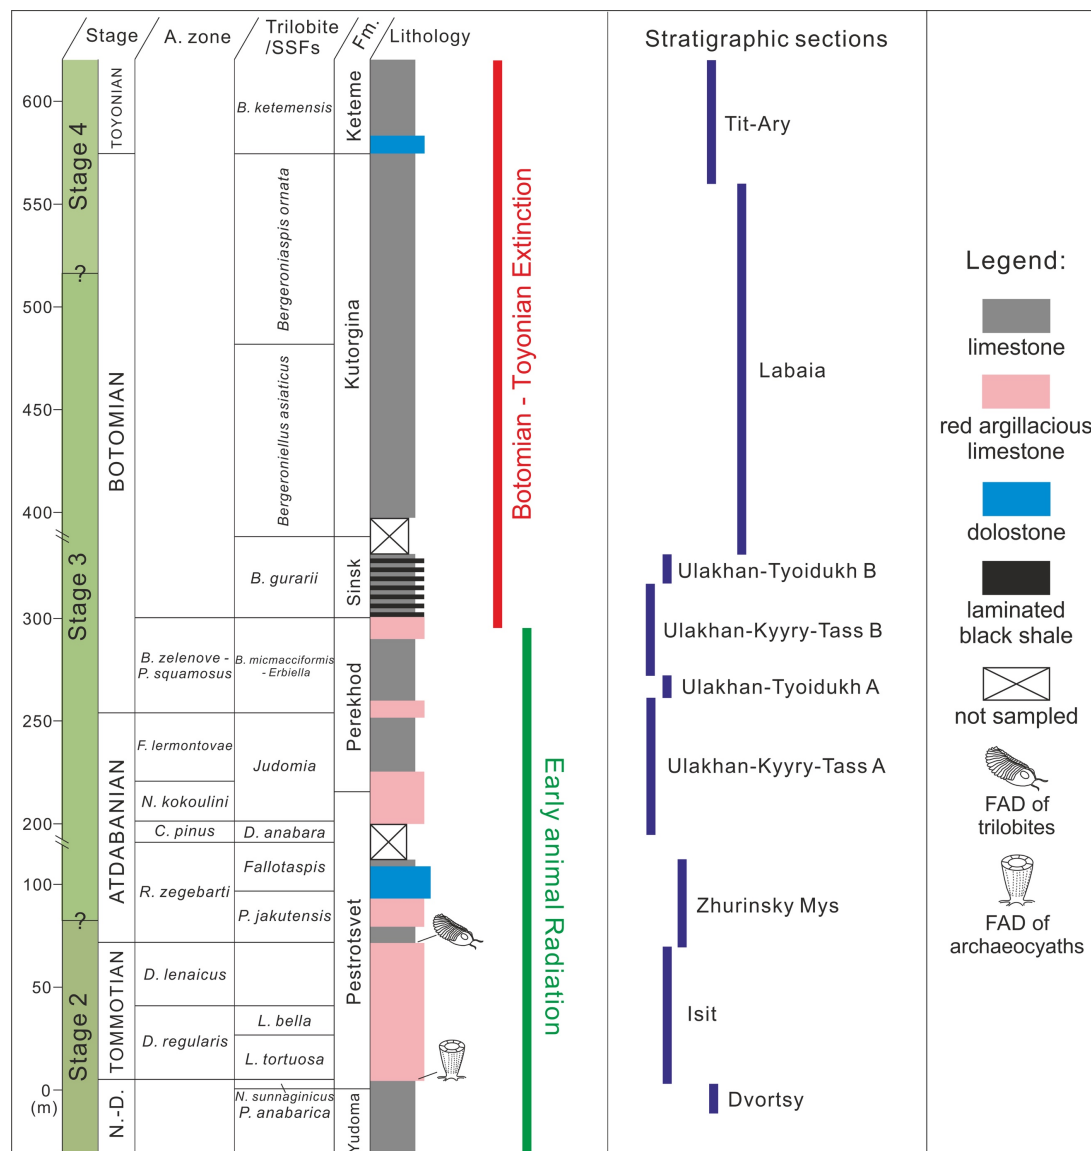 Stage
A. zone
Trilobite
/SSFs
Fm.
Lithology
Stratigraphic sections
600
550
500
450
400
300
250
200
100
50
0
(m)
Stage 4
?
Stage 3
?
Stage 2
TOYONIAN
BOTOMIAN
ATDABANIAN
TOMMOTIAN
N.-D.
B. zelenove -
P. squamosus
F. lermontovae
N. kokoulini
C. pinus
R. zegebarti
D. lenaicus
D. regularis
B. ketemensis
Bergeroniaspis ornata
Bergeroniellus asiaticus
B. gurarii
B. micmacciformis
- Erbiella
Judomia
D. anabara
Fallotaspis
P. jakutensis
L. bella
L. tortuosa
N. sunnaginicus
P. anabarica
Keteme
Kutorgina
Sinsk
Perekhod
Pestrotsvet
Yudoma
Botomian - Toyonian Extinction
Early animal Radiation
Tit-Ary
Labaia
Ulakhan-Tyoidukh B
Ulakhan-Kyyry-Tass B
Ulakhan-Tyoidukh A
Ulakhan-Kyyry-Tass A
Zhurinsky Mys
Isit
Dvortsy
Legend:
limestone
red argillacious
limestone
dolostone
laminated
black shale
not sampled
FAD of
trilobites
FAD of
archaeocyaths